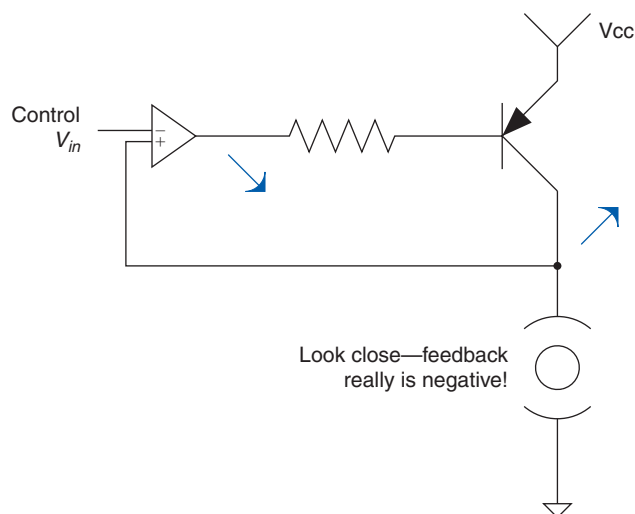 Vcc
Control
Vin
−
+
Look close—feedback
really is negative!